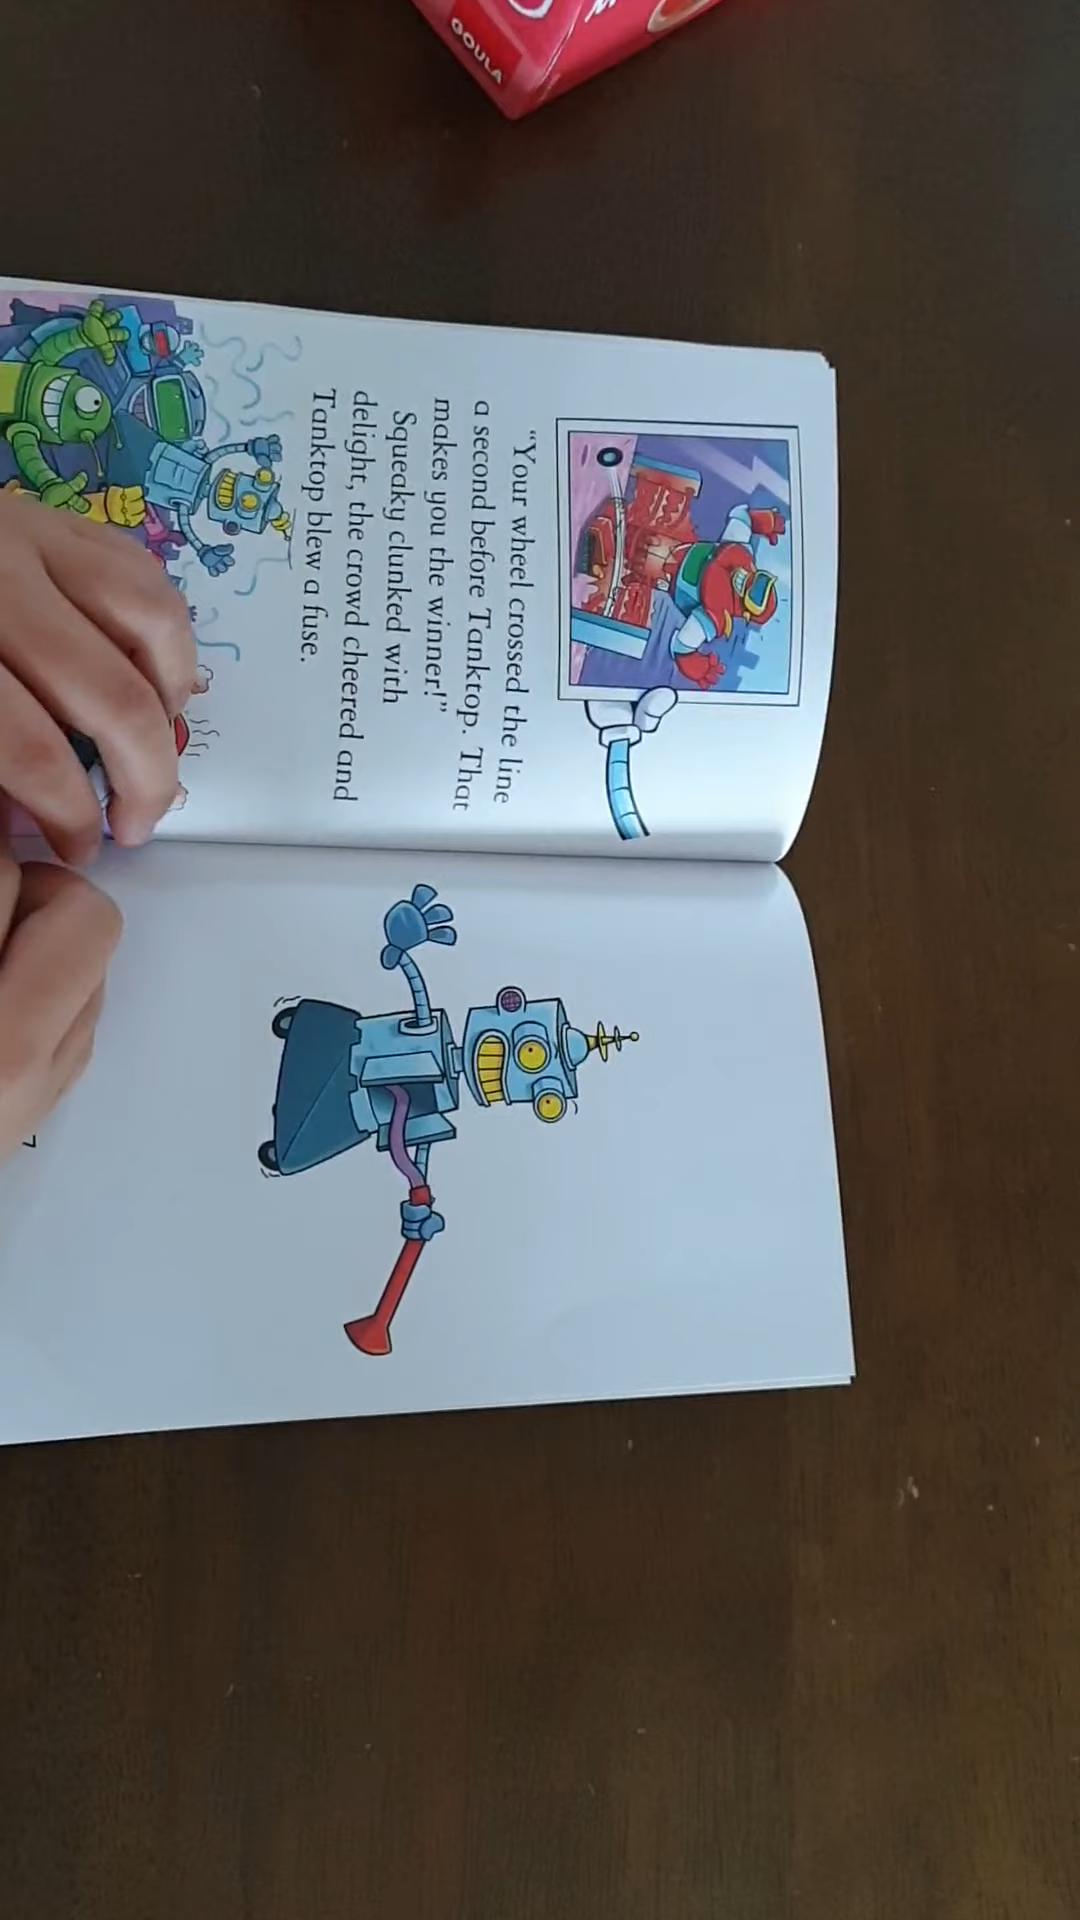 GOULA
"Your wheel crossed the line
a second before Tanktop. That
makes you the winner!"
Squeaky clunked with
delight, the crowd cheered and
Tanktop blew a fuse.
7